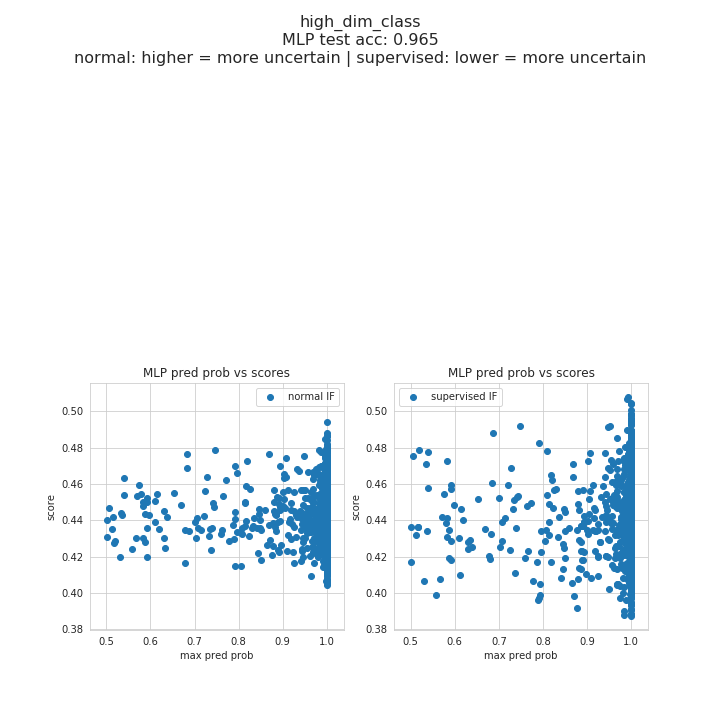 high_dim_class
MLP test acc: 0.965
normal: higher = more uncertain | supervised: lower = more uncertain
MLP pred prob vs scores
normal IF
score
0.50
0.48
0.46
0.44
0.42
0.40
0.38
0.5 0.6 0.7 0.8 0.9 1.0
max pred prob
MLP pred prob vs scores
supervised IF
score
0.50
0.48
0.46
0.44
0.42
0.40
0.38
0.5 0.6 0.7 0.8 0.9 1.0
max pred prob